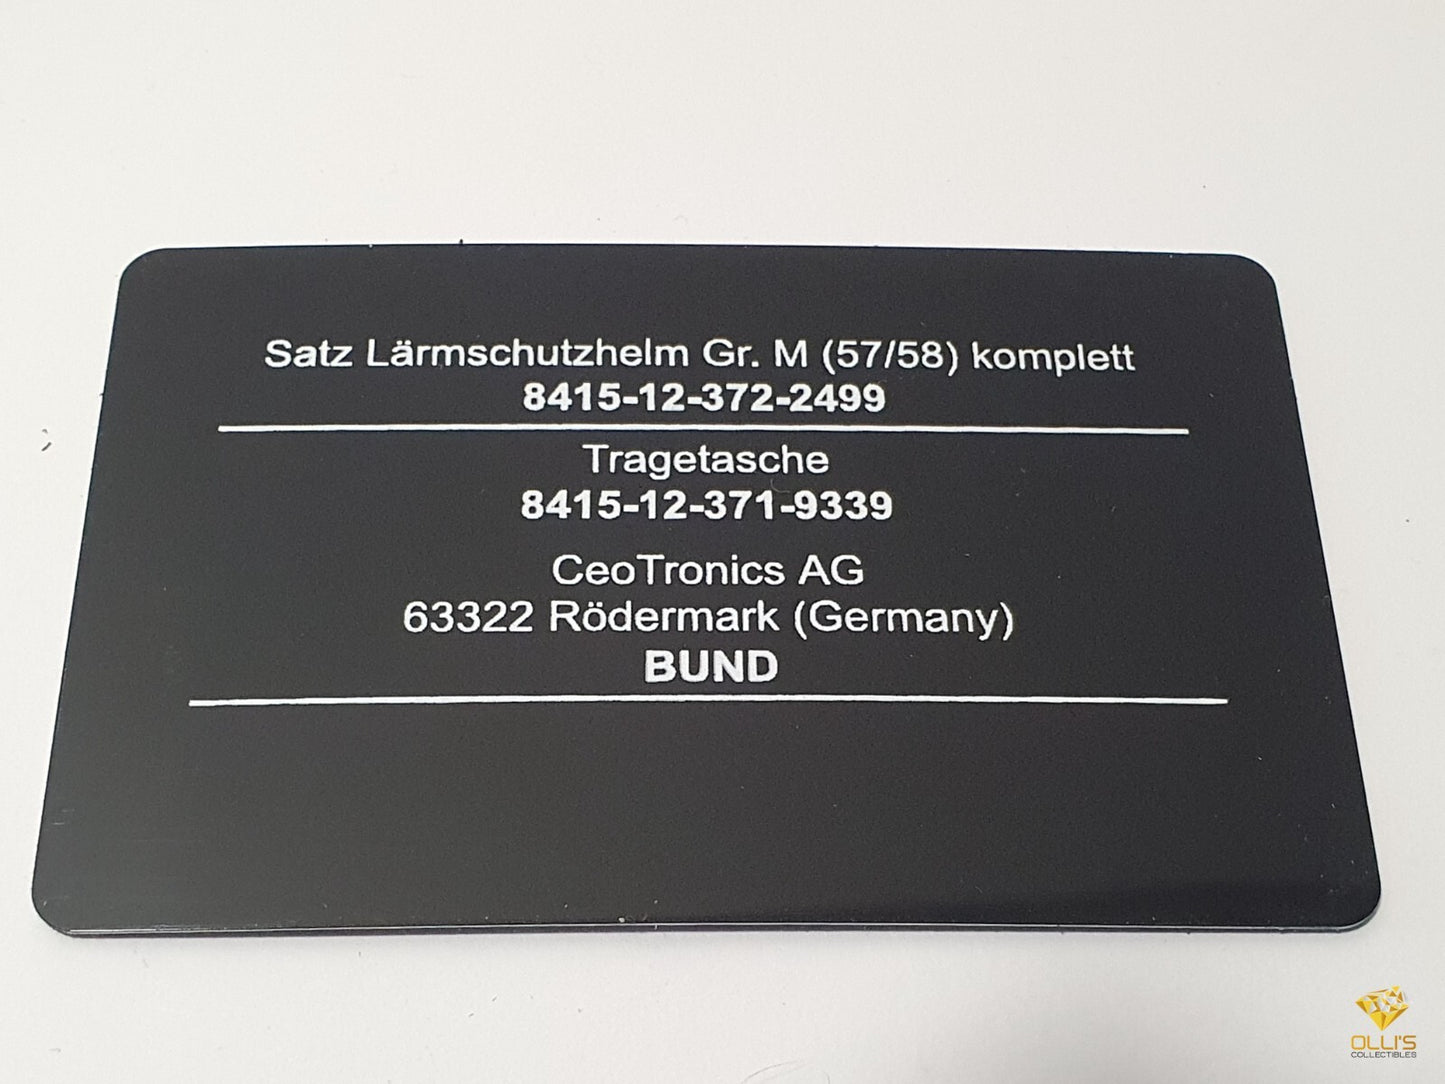 Satz Lärmschutzhelm Gr. M (57/58) komplett
8415-12-372-2499
Tragetasche
8415-12-371-9339
CeoTronics AG
63322 Rödermark (Germany)
BUND
OLLI'S
COLLECTIBLES